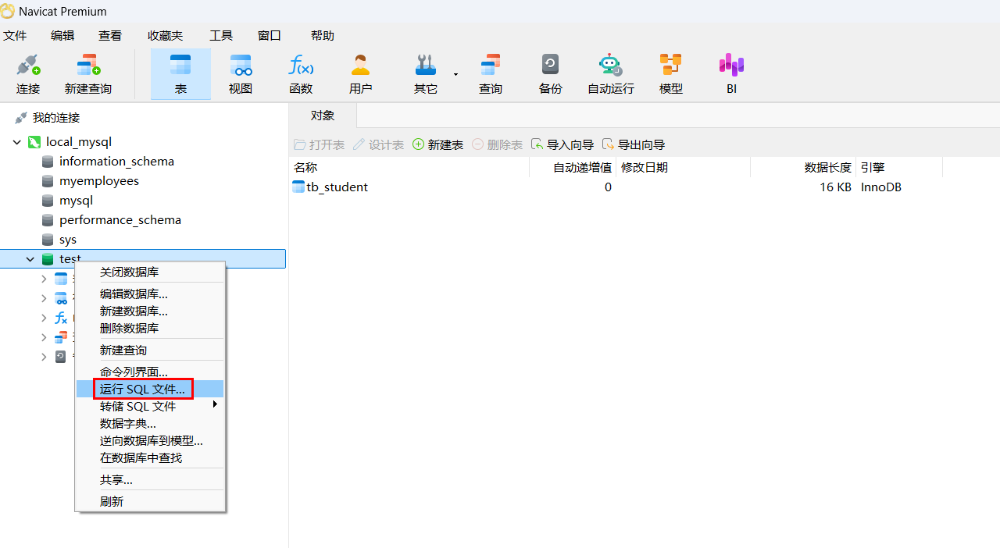 Navicat Premium
文件 编辑 查看 收藏夹 工具 窗口 帮助
连接 新建查询 表 视图 函数 用户 其它 查询 备份 自动运行 模型 BI
我的连接
local_mysql
information_schema
myemployees
mysql
performance_schema
sys
test
关闭数据库
编辑数据库...
新建数据库...
删除数据库
新建查询
命令列界面...
运行 SQL 文件...
转储 SQL 文件
数据字典...
逆向数据库到模型...
在数据库中查找
共享...
刷新
对象
打开表 设计表 新建表 删除表 导入向导 导出向导
名称 自动递增值 修改日期 数据长度 引擎
tb_student 0 16 KB InnoDB